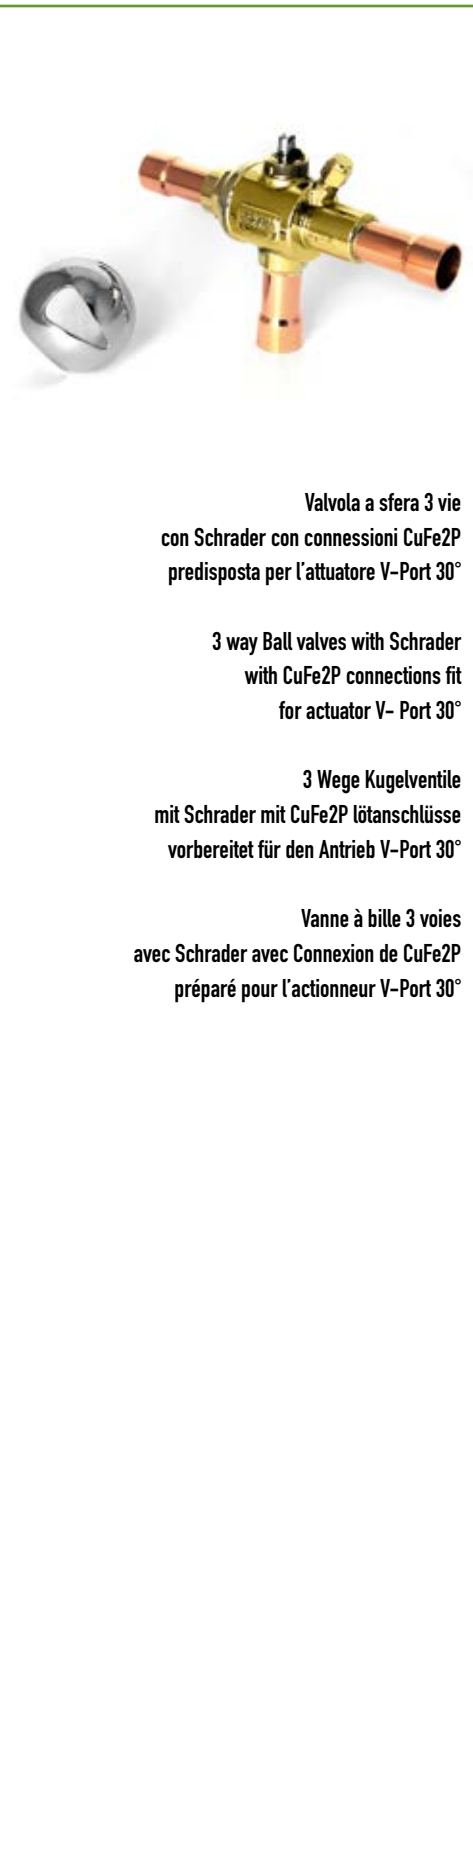 Valvola a sfera 3 vie
con Schrader con connessioni CuFe2P
predisposta per l'attuatore V-Port 30°
3 way Ball valves with Schrader
with CuFe2P connections fit
for actuator V- Port 30°
3 Wege Kugelventile
mit Schrader mit CuFe2P lötanschlüsse
vorbereitet für den Antrieb V-Port 30°
Vanne à bille 3 voies
avec Schrader avec Connexion de CuFe2P
préparé pour l'actionneur V-Port 30°